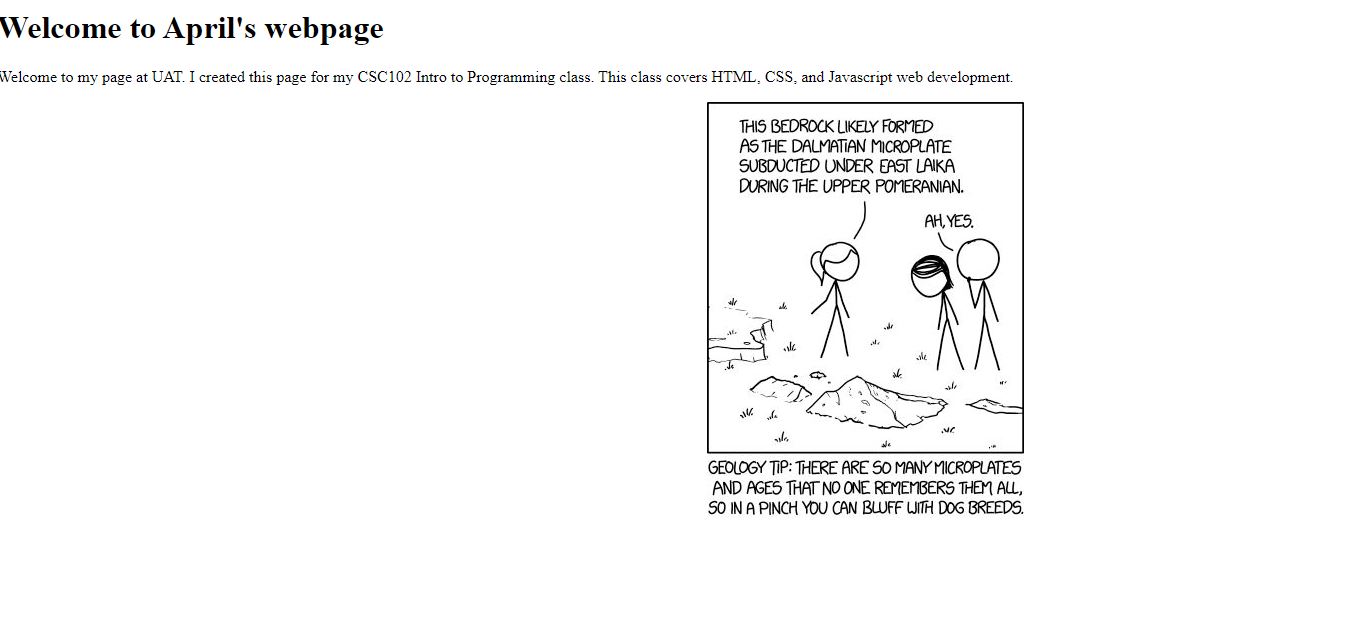 Welcome to April's webpage
Welcome to my page at UAT. I created this page for my CSC102 Intro to Programming class. This class covers HTML, CSS, and Javascript web development.
THIS BEDROCK LIKELY FORMED
AS THE DALMATIAN MICROPLATE
SUBDUCTED UNDER EAST LAIKA
DURING THE UPPER POMERANIAN.
AH, YES.
GEOLOGY TIP: THERE ARE SO MANY MICROPLATES
AND AGES THAT NO ONE REMEMBERS THEM ALL,
SO IN A PINCH YOU CAN BLUFF WITH DOG BREEDS.